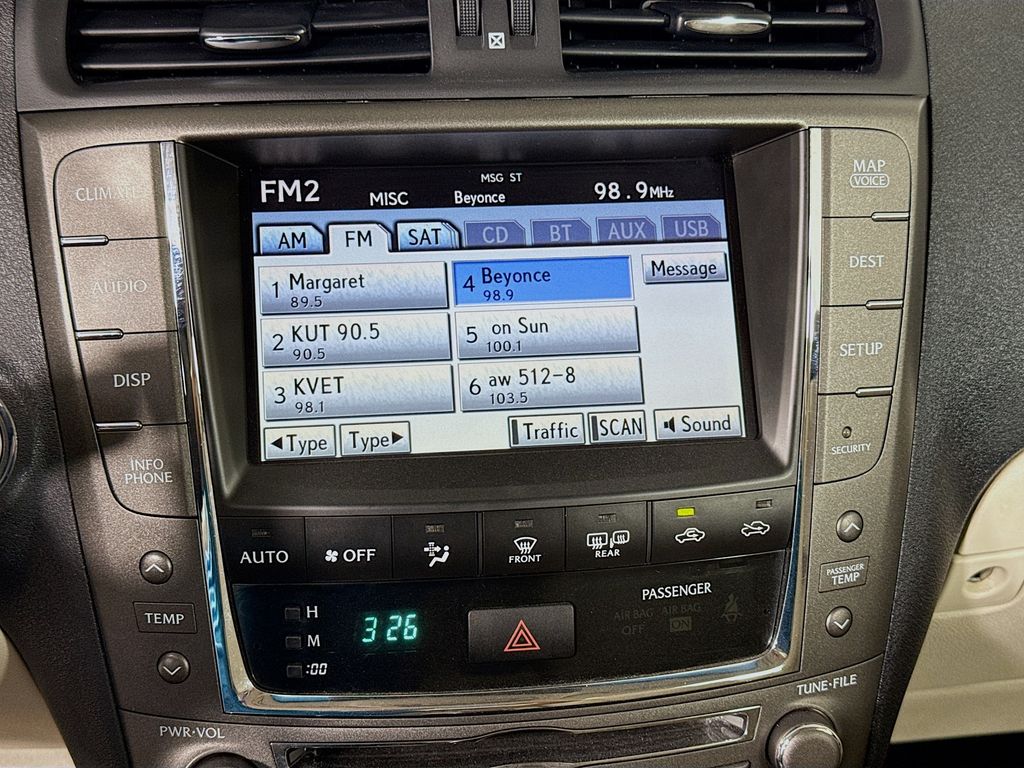 CLIMATE
AUDIO
DISP
INFO
PHONE
TEMP
PWR·VOL
MSG ST
FM2 MISC Beyonce 98.9MHz
AM FM SAT CD BT AUX USB
1 Margaret
89.5
2 KUT 90.5
90.5
3 KVET
98.1
4 Beyonce
98.9
5 on Sun
100.1
6 aw 512-8
103.5
Message
◀Type Type▶ Traffic SCAN Sound
MAP
VOICE
DEST
SETUP
SECURITY
AUTO OFF
FRONT
REAR
PASSENGER
TEMP
H
M
:00
3 26
PASSENGER
AIR BAG
OFF
AIR BAG
ON
TUNE·FILE